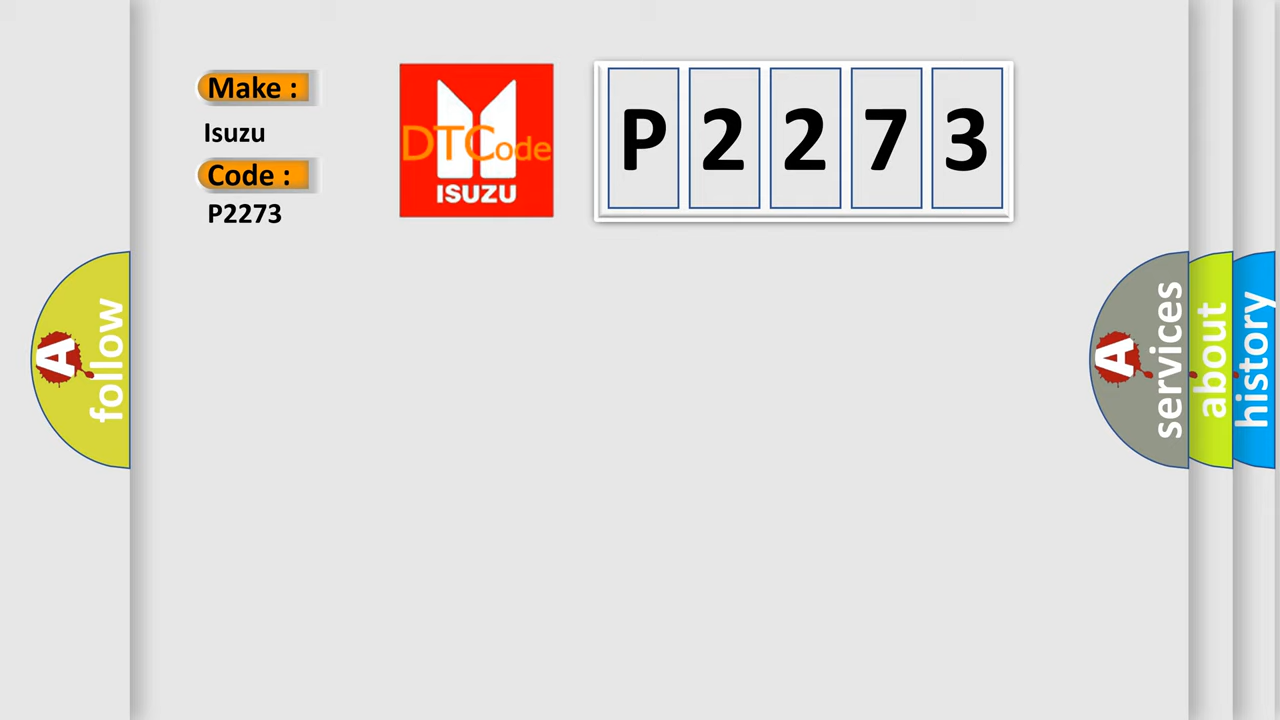 Make :
Isuzu
Code :
P2273
DTCode
ISUZU
P 2 2 7 3
A follow
A services
about
history